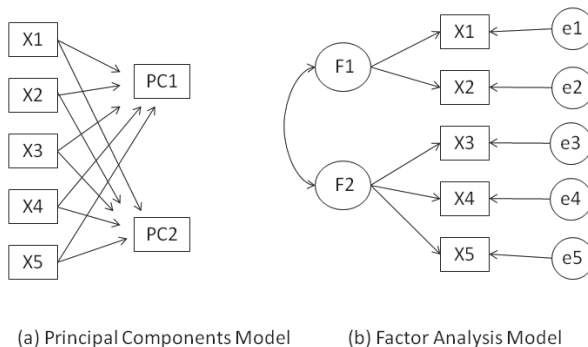 X1
X2
X3
X4
X5
PC1
PC2
(a) Principal Components Model
F1
F2
X1
X2
X3
X4
X5
e1
e2
e3
e4
e5
(b) Factor Analysis Model